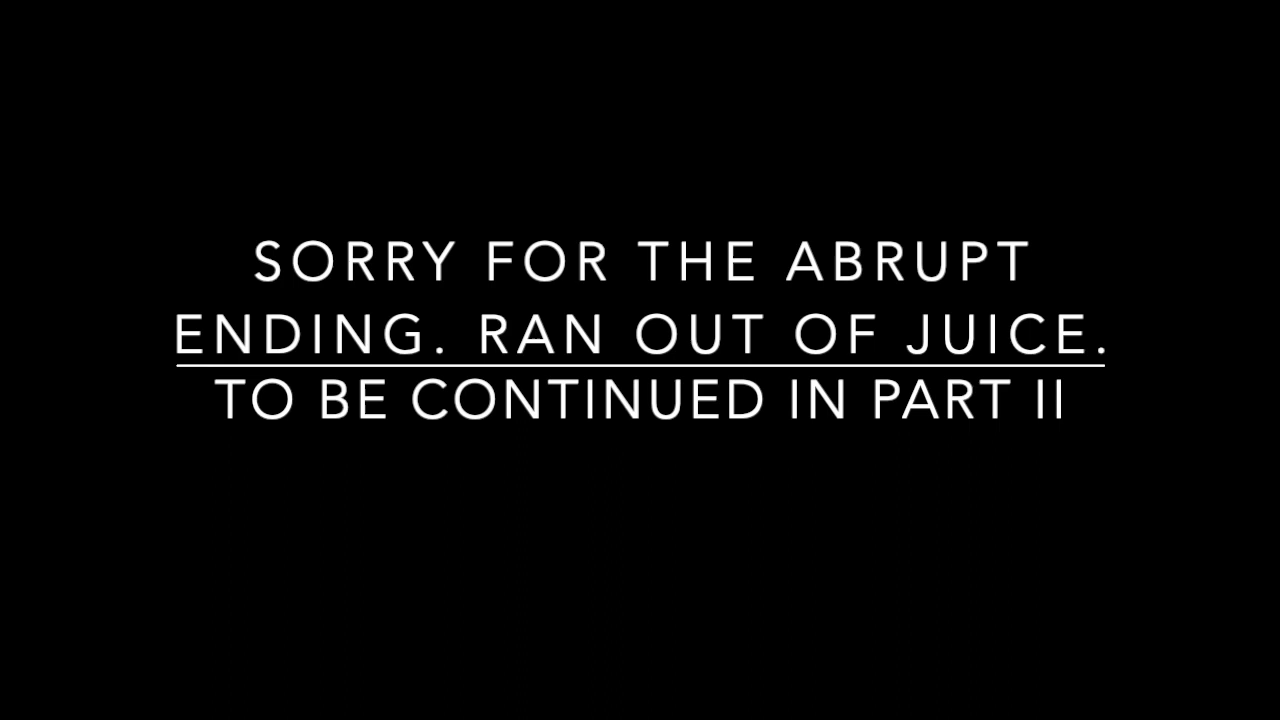 SORRY FOR THE ABRUPT
ENDING. RAN OUT OF JUICE.
TO BE CONTINUED IN PART II